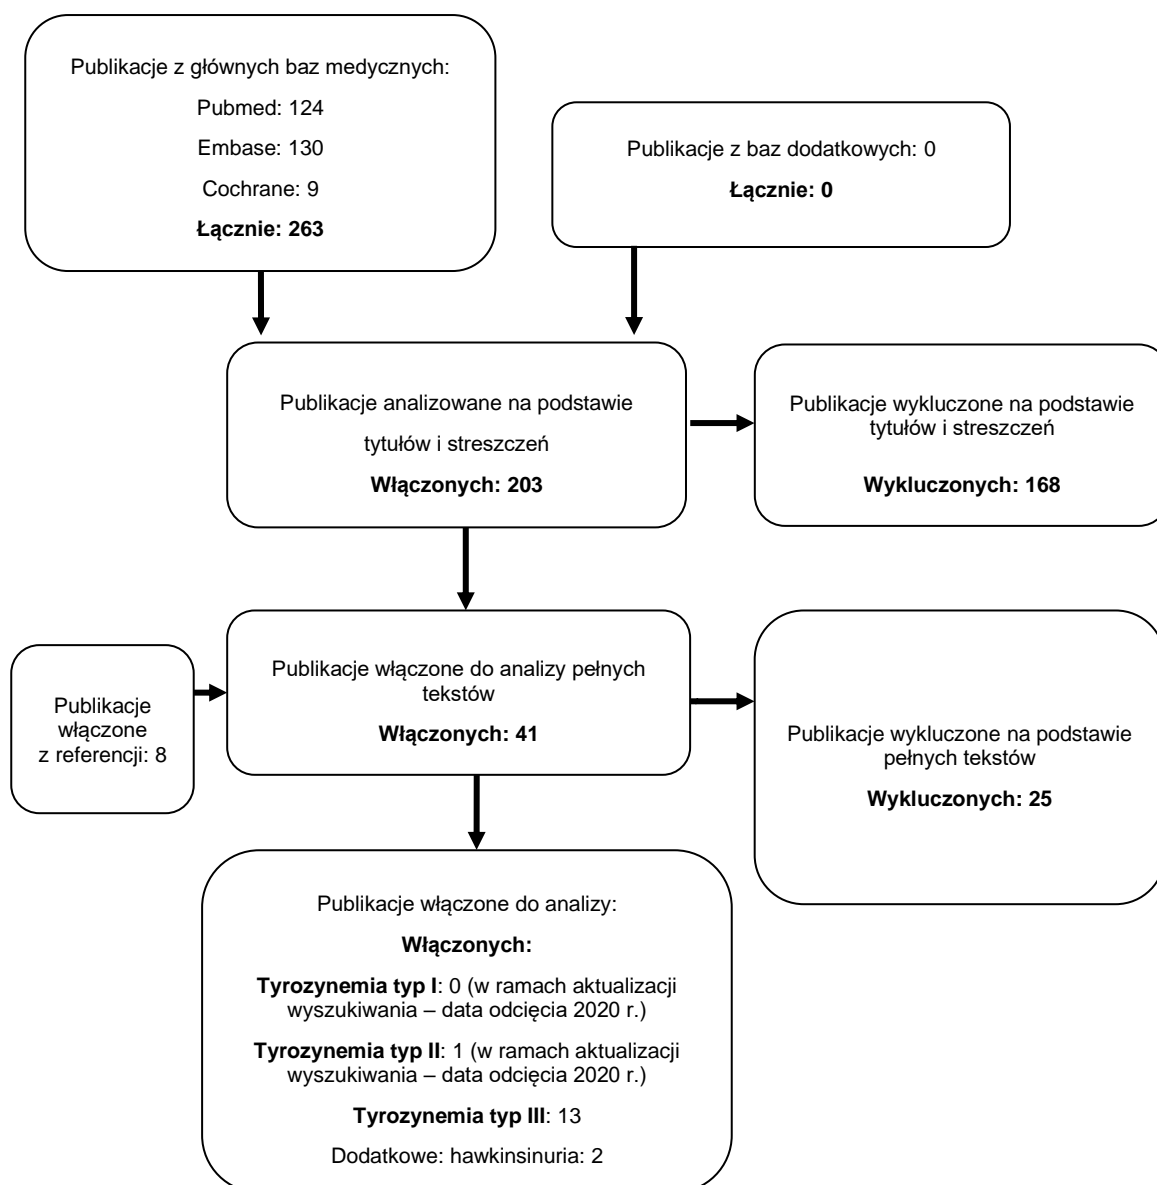 Publikacje z głównych baz medycznych:
Pubmed: 124
Embase: 130
Cochrane: 9
Łącznie: 263
Publikacje z baz dodatkowych: 0
Łącznie: 0
Publikacje analizowane na podstawie
tytułów i streszczeń
Włączonych: 203
Publikacje wykluczone na podstawie
tytułów i streszczeń
Wykluczonych: 168
Publikacje
włączone
z referencji: 8
Publikacje włączone do analizy pełnych
tekstów
Włączonych: 41
Publikacje wykluczone na podstawie
pełnych tekstów
Wykluczonych: 25
Publikacje włączone do analizy:
Włączonych:
Tyrozynemia typ I: 0 (w ramach aktualizacji
wyszukiwania – data odcięcia 2020 r.)
Tyrozynemia typ II: 1 (w ramach aktualizacji
wyszukiwania – data odcięcia 2020 r.)
Tyrozynemia typ III: 13
Dodatkowe: hawkinsinuria: 2